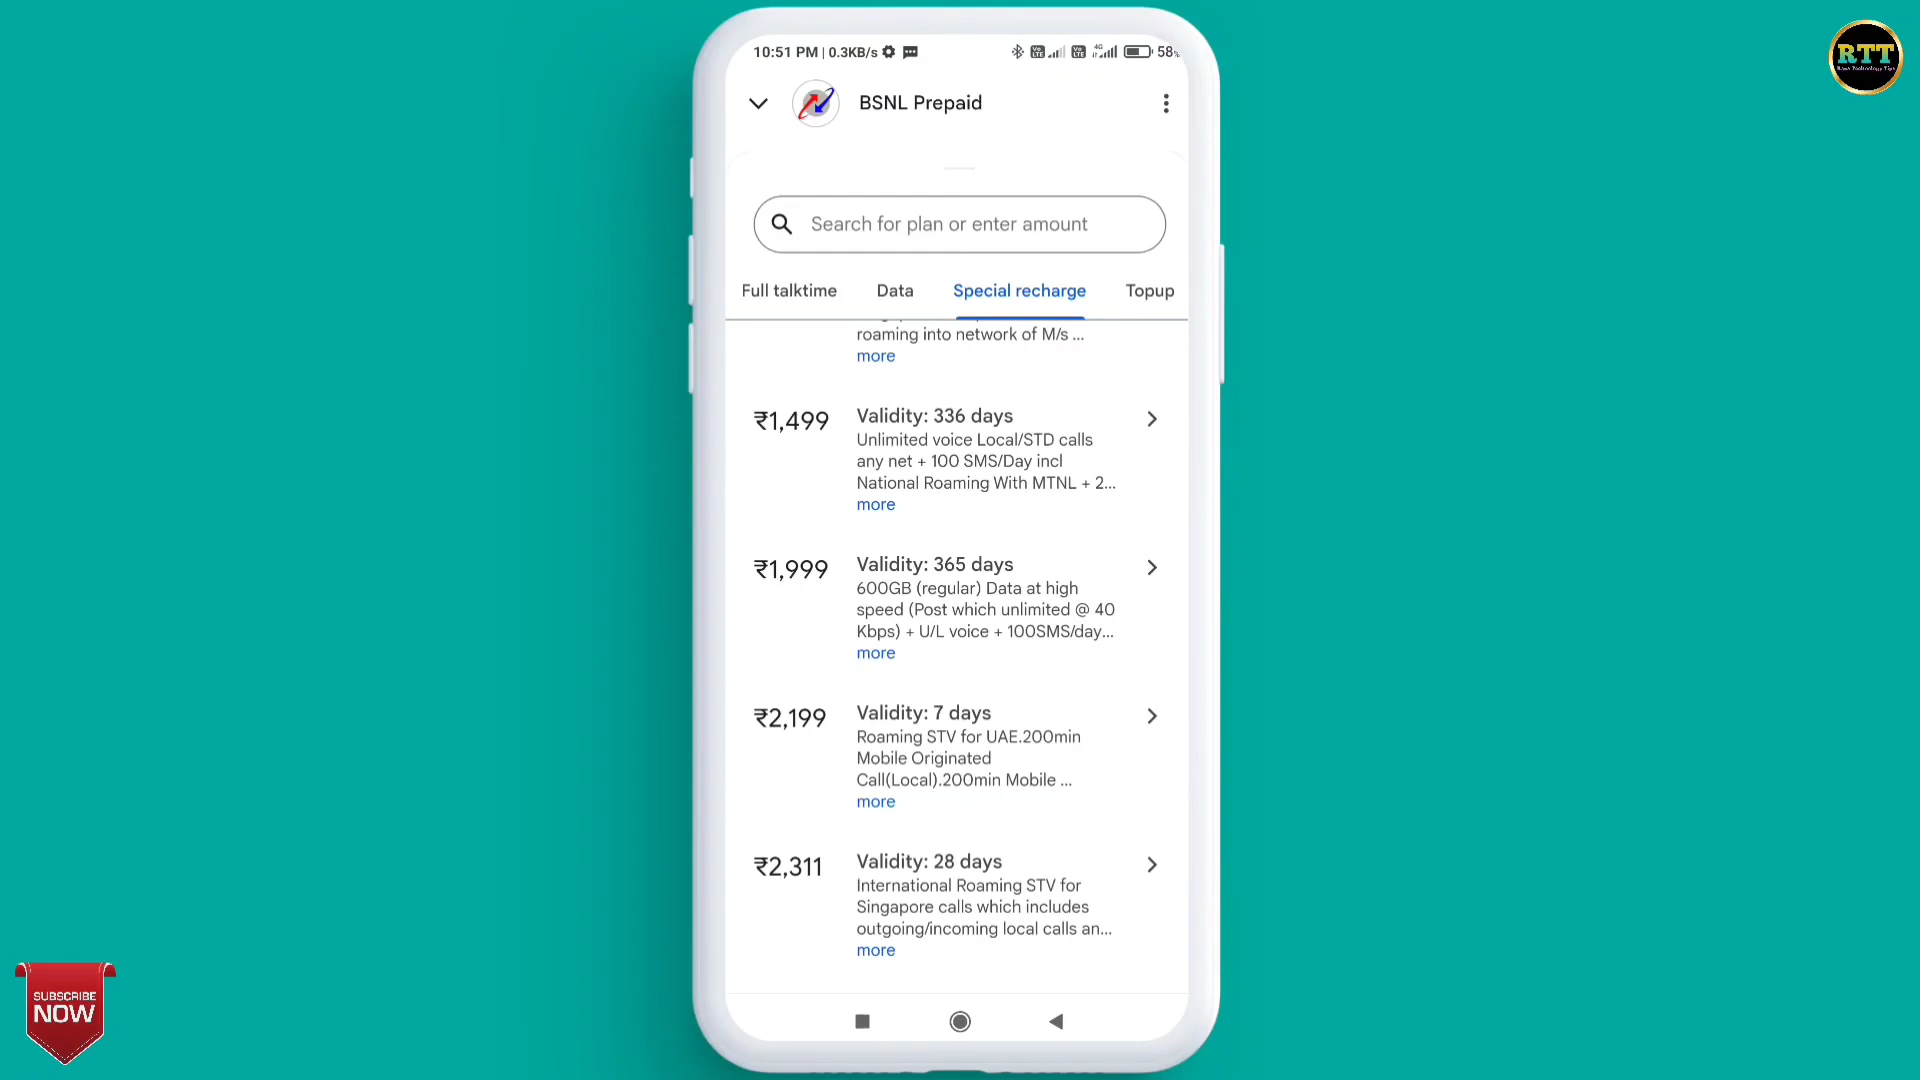 10:51 PM | 0.3KB/s
4G
58%
RTT
BSNL Prepaid
Search for plan or enter amount
Full talktime Data Special recharge Topup
roaming into network of M/s ...
more
₹1,499 Validity: 336 days
Unlimited voice Local/STD calls
any net + 100 SMS/Day incl
National Roaming With MTNL + 2...
more
₹1,999 Validity: 365 days
600GB (regular) Data at high
speed (Post which unlimited @ 40
Kbps) + U/L voice + 100SMS/day...
more
₹2,199 Validity: 7 days
Roaming STV for UAE.200min
Mobile Originated
Call(Local).200min Mobile ...
more
₹2,311 Validity: 28 days
International Roaming STV for
Singapore calls which includes
outgoing/incoming local calls an...
more
SUBSCRIBE
NOW